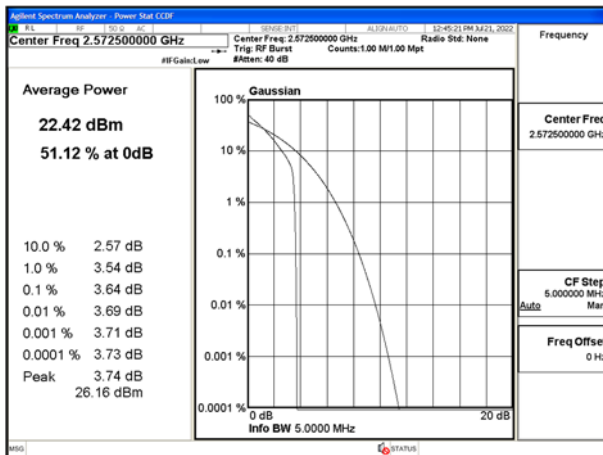 Agilent Spectrum Analyzer - Power Stat CCDF
RL RF 50 Ω AC SENSE:INT ALIGNAUTO 12:45:21 PM Jul 21, 2022
Center Freq 2.572500000 GHz
Center Freq: 2.572500000 GHz Radio Std: None
Trig: RF Burst Counts:1.00 M/1.00 Mpt
#IFGain:Low #Atten: 40 dB
Frequency
Average Power
22.42 dBm
51.12 % at 0dB
10.0 % 2.57 dB
1.0 % 3.54 dB
0.1 % 3.64 dB
0.01 % 3.69 dB
0.001 % 3.71 dB
0.0001 % 3.73 dB
Peak 3.74 dB
26.16 dBm
Gaussian
100 %
10 %
1 %
0.1 %
0.01 %
0.001 %
0.0001 %
0 dB 20 dB
Info BW 5.0000 MHz
Center Freq
2.572500000 GHz
CF Step
5.000000 MHz
Auto Man
Freq Offset
0 Hz
MSG STATUS